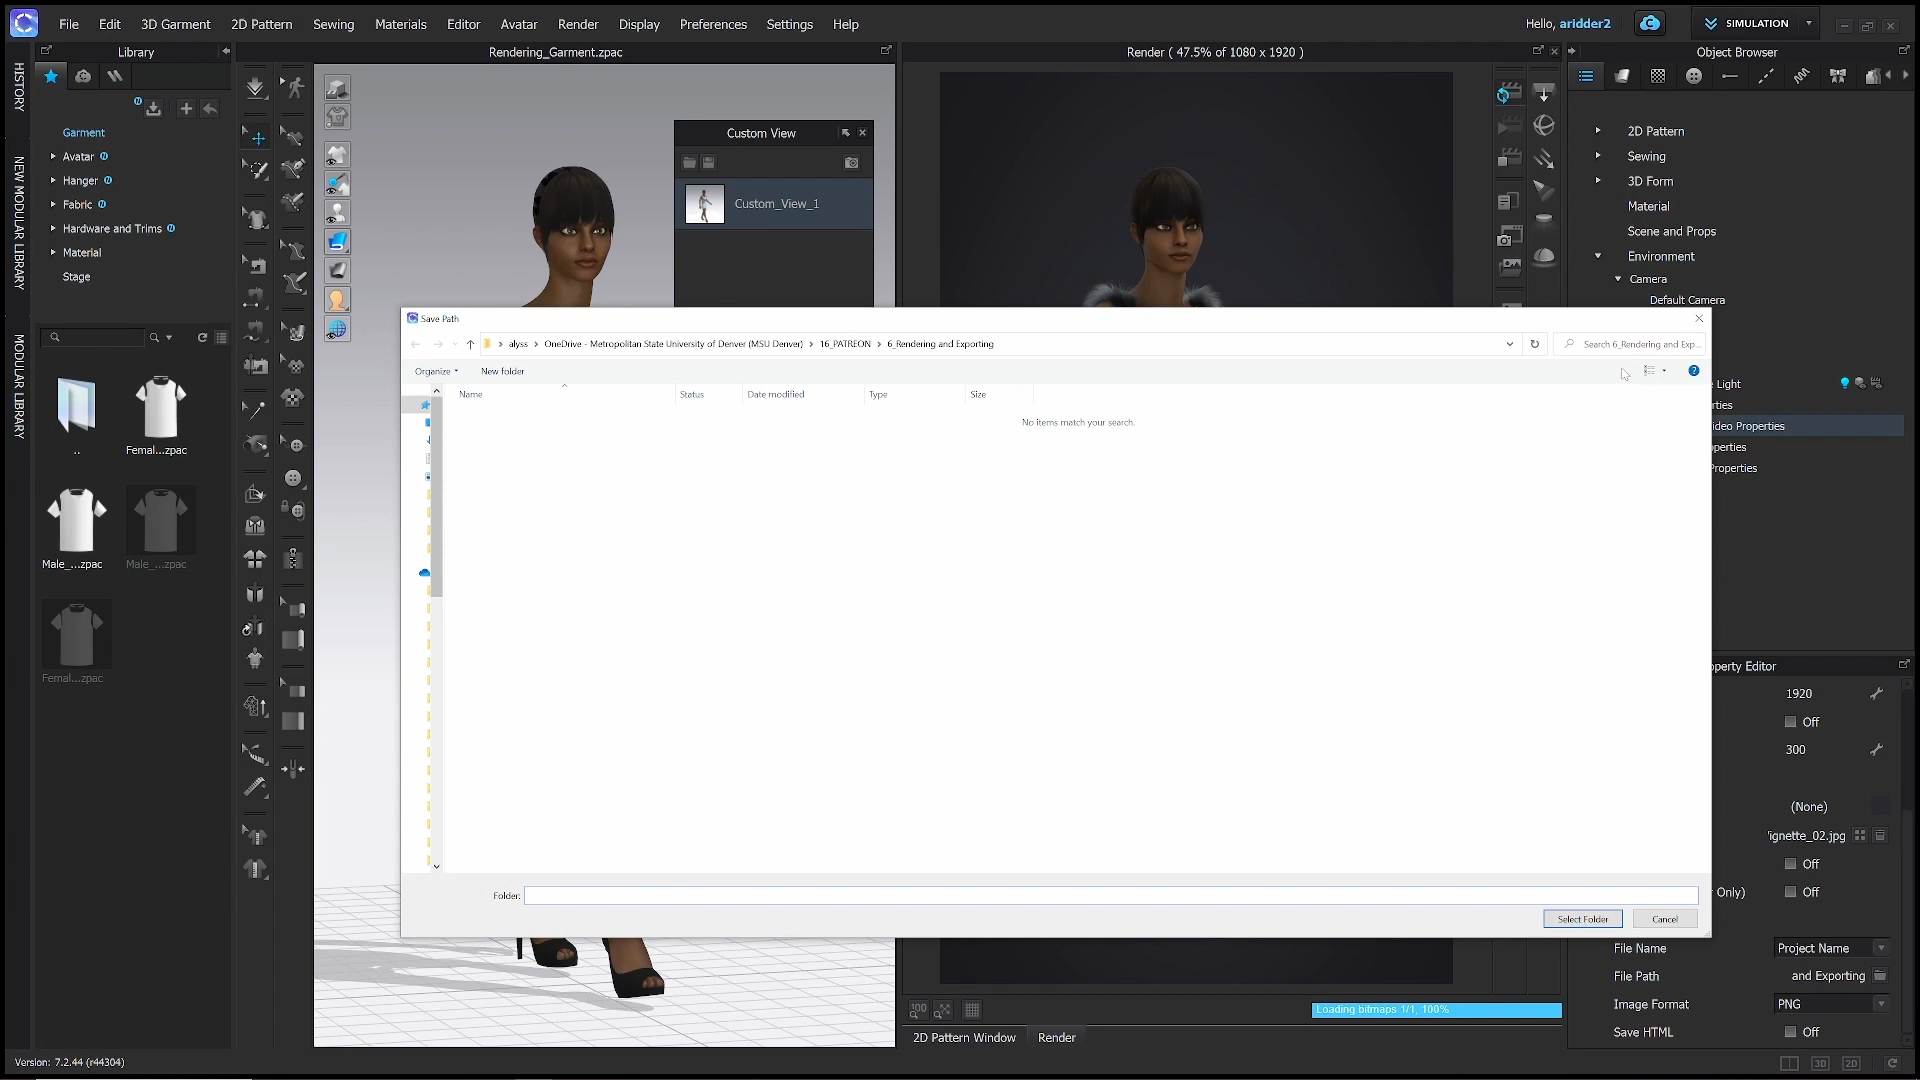 File Edit 3D Garment 2D Pattern Sewing Materials Editor Avatar Render Display Preferences Settings Help
Hello, aridder2
SIMULATION
Library
Rendering_Garment.zpac
Render ( 47.5% of 1080 x 1920 )
Object Browser
HISTORY
NEW MODULAR LIBRARY
MODULAR LIBRARY
Garment
Avatar
Hanger
Fabric
Hardware and Trims
Material
Stage
..
Femal...zpac
Male_...zpac
Male_...zpac
Femal...zpac
Custom View
Custom_View_1
2D Pattern
Sewing
3D Form
Material
Scene and Props
Environment
Camera
Default Camera
e Light
rties
ideo Properties
perties
Properties
Save Path
alyss > OneDrive - Metropolitan State University of Denver (MSU Denver) > 16_PATREON > 6_Rendering and Exporting
Search 6_Rendering and Exp...
Organize New folder
Name Status Date modified Type Size
No items match your search.
Folder:
Select Folder Cancel
perty Editor
1920
Off
300
(None)
ignette_02.jpg
Off
Only) Off
File Name Project Name
File Path and Exporting
Image Format PNG
Save HTML Off
100
Loading bitmaps 1/1, 100%
2D Pattern Window Render
Version: 7.2.44 (r44304)
3D 2D